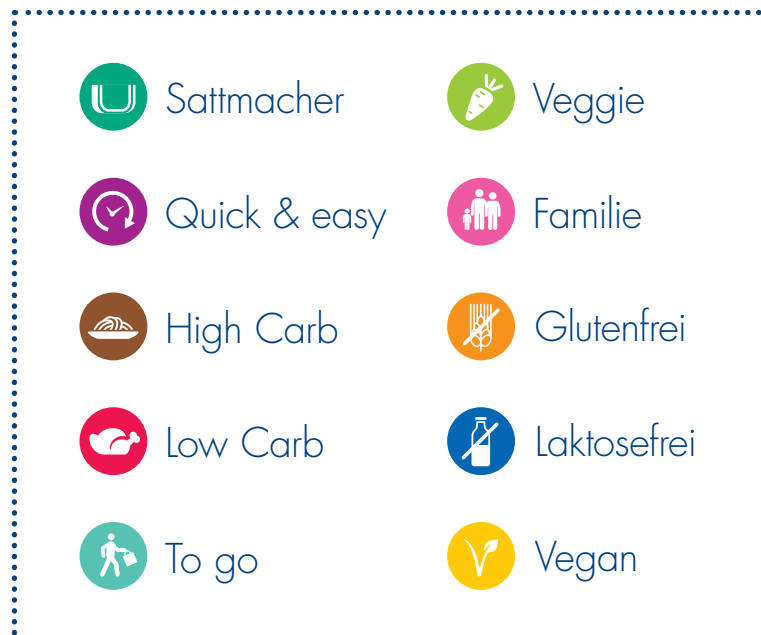 Sattmacher
Veggie
Quick & easy
Familie
High Carb
Glutenfrei
Low Carb
Laktosefrei
To go
Vegan